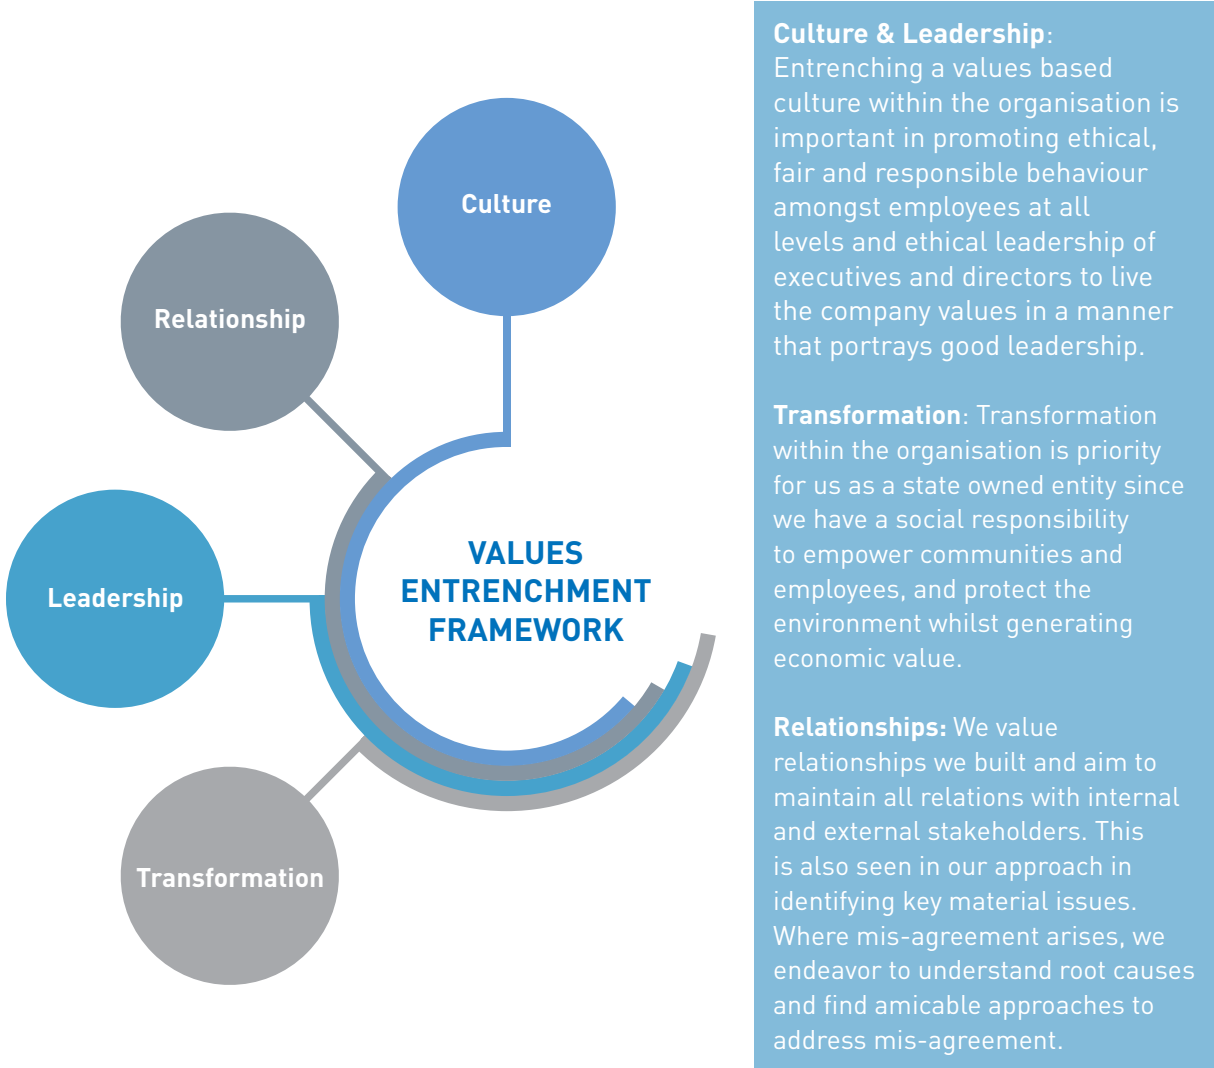 Culture
Relationship
Leadership
Transformation
VALUES
ENTRENCHMENT
FRAMEWORK
Culture & Leadership:
Entrenching a values based
culture within the organisation is
important in promoting ethical,
fair and responsible behaviour
amongst employees at all
levels and ethical leadership of
executives and directors to live
the company values in a manner
that portrays good leadership.
Transformation: Transformation
within the organisation is priority
for us as a state owned entity since
we have a social responsibility
to empower communities and
employees, and protect the
environment whilst generating
economic value.
Relationships: We value
relationships we built and aim to
maintain all relations with internal
and external stakeholders. This
is also seen in our approach in
identifying key material issues.
Where mis-agreement arises, we
endeavor to understand root causes
and find amicable approaches to
address mis-agreement.